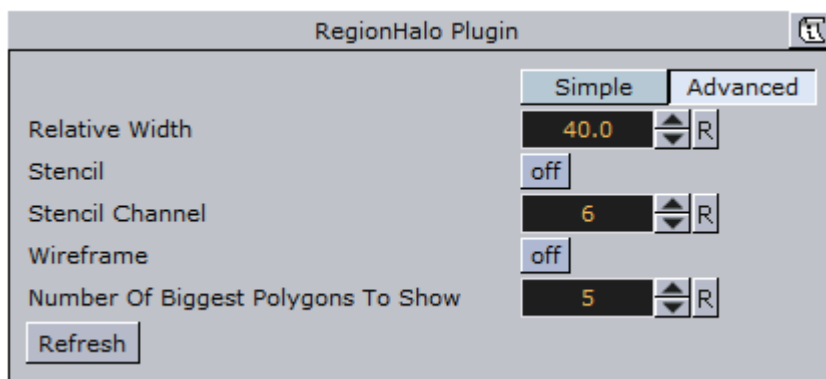 RegionHalo Plugin
Simple Advanced
Relative Width 40.0 R
Stencil off
Stencil Channel 6 R
Wireframe off
Number Of Biggest Polygons To Show 5 R
Refresh